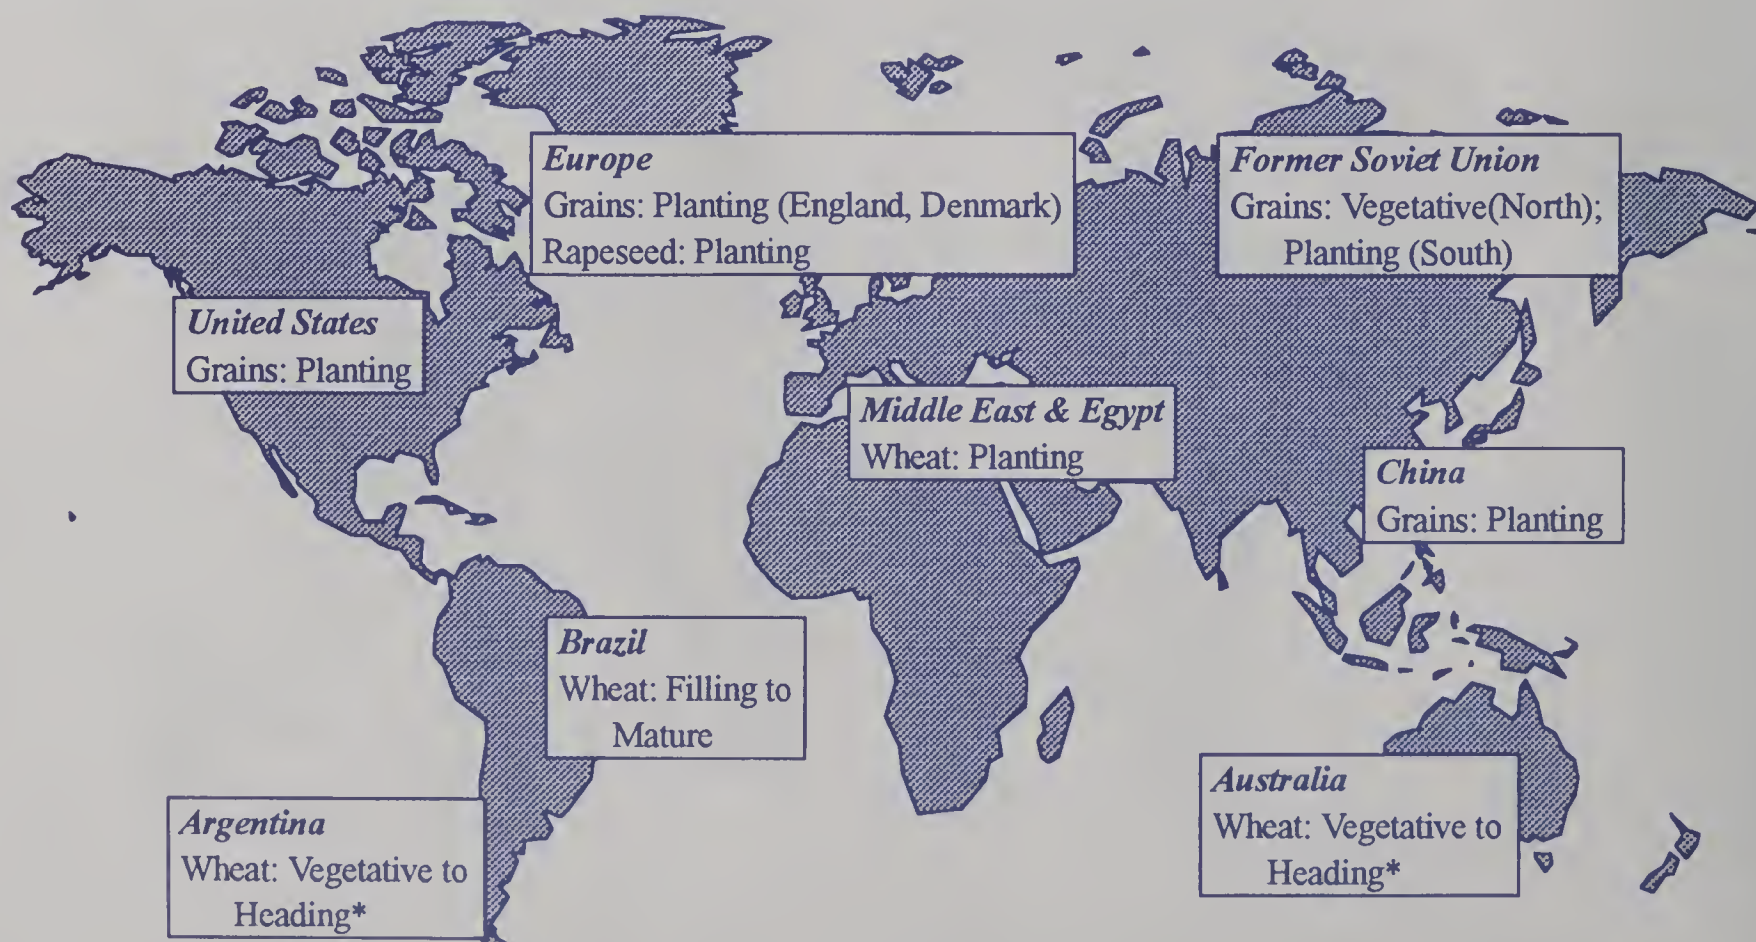 Europe
Grains: Planting (England, Denmark)
Rapeseed: Planting
Former Soviet Union
Grains: Vegetative(North);
Planting (South)
United States
Grains: Planting
Middle East & Egypt
Wheat: Planting
China
Grains: Planting
Brazil
Wheat: Filling to
Mature
Argentina
Wheat: Vegetative to
Heading*
Australia
Wheat: Vegetative to
Heading*